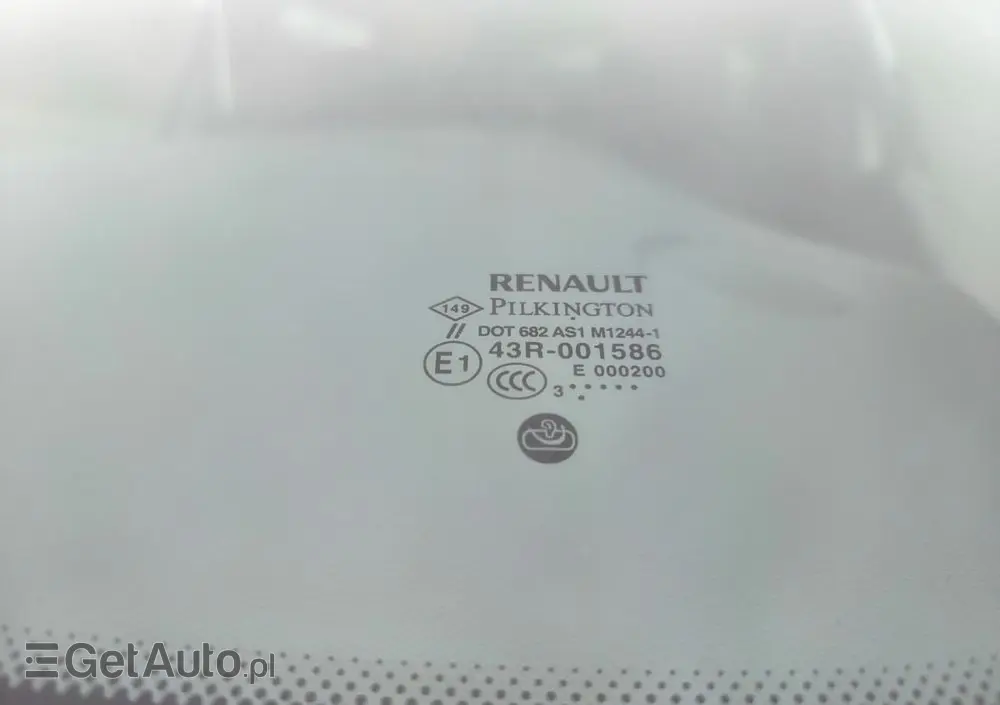 RENAULT
149 PILKINGTON
// DOT 682 AS1 M1244-1
E1 43R-001586
E 000200
CCC 3
GetAuto.pl